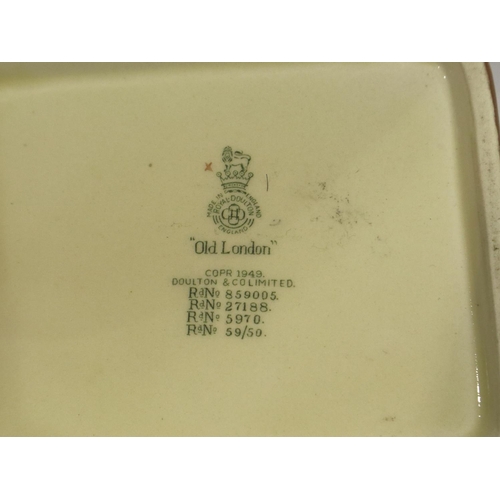 x
MADE IN ENGLAND
ROYAL DOULTON
ENGLAND
"Old London"
COPR 1949.
DOULTON & CO LIMITED.
RdNo 859005.
RdNo 27188.
RdNo 5970.
RdNo 59/50.